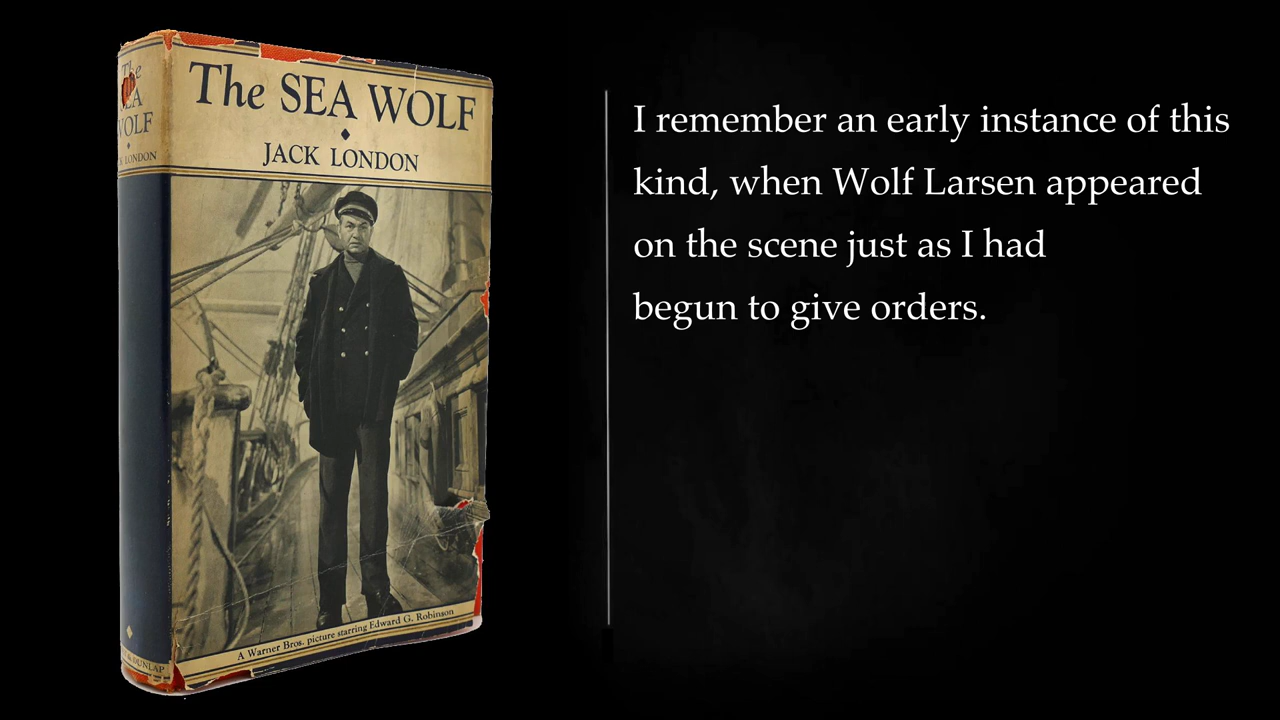 The
SEA
WOLF
LONDON
DUNLAP
The SEA WOLF
JACK LONDON
A Warner Bros. picture starring Edward G. Robinson
I remember an early instance of this
kind, when Wolf Larsen appeared
on the scene just as I had
begun to give orders.